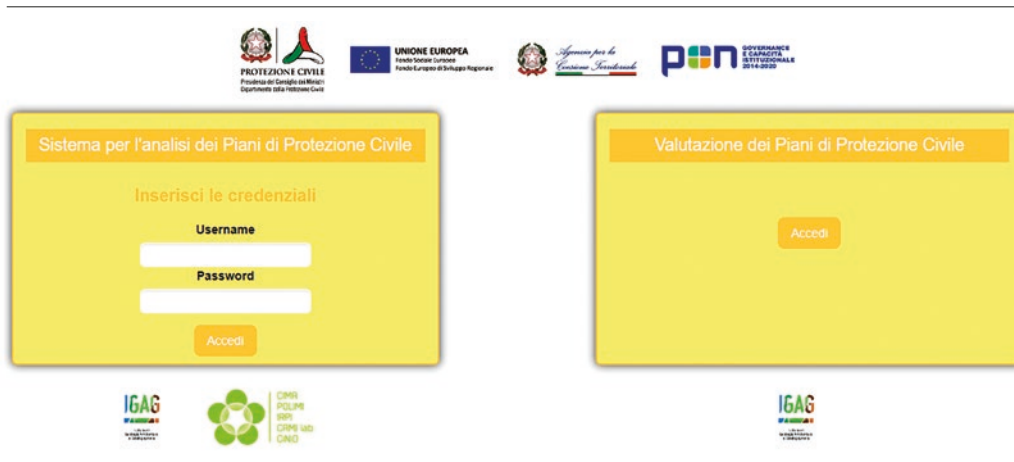 PROTEZIONE CIVILE
Presidenza del Consiglio dei Ministri
Dipartimento della Protezione Civile
UNIONE EUROPEA
Fondo Sociale Europeo
Fondo Europeo di Sviluppo Regionale
Agenzia per la
Coesione Territoriale
pon
GOVERNANCE
E CAPACITÀ
ISTITUZIONALE
2014-2020
Sistema per l'analisi dei Piani di Protezione Civile
Inserisci le credenziali
Username
Password
Accedi
Valutazione dei Piani di Protezione Civile
Accedi
IGAG
CIMA
POLIMI
IRPI
CAMI lab
GNID
IGAG